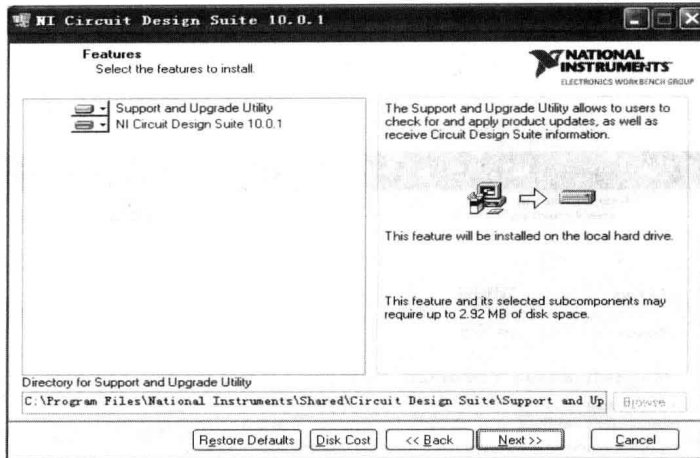 NI Circuit Design Suite 10.0.1
Features
Select the features to install.
NATIONAL
INSTRUMENTS
ELECTRONICS WORKBENCH GROUP
Support and Upgrade Utility
NI Circuit Design Suite 10.0.1
The Support and Upgrade Utility allows to users to
check for and apply product updates, as well as
receive Circuit Design Suite information.
This feature will be installed on the local hard drive.
This feature and its selected subcomponents may
require up to 2.92 MB of disk space.
Directory for Support and Upgrade Utility
C:\Program Files\National Instruments\Shared\Circuit Design Suite\Support and Up
Browse...
Restore Defaults
Disk Cost
<< Back
Next >>
Cancel